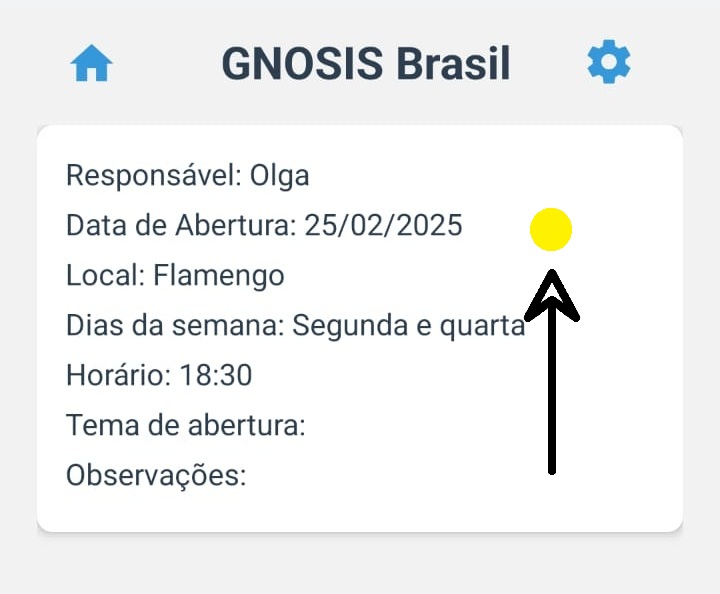 GNOSIS Brasil
Responsável: Olga
Data de Abertura: 25/02/2025
Local: Flamengo
Dias da semana: Segunda e quarta
Horário: 18:30
Tema de abertura:
Observações: